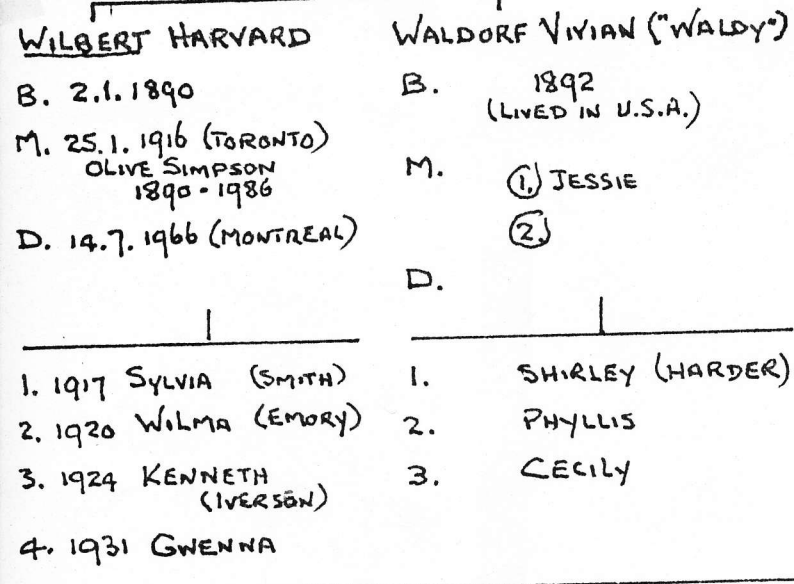 WILBERT HARVARD
B. 2.1.1890
M. 25.1.1916 (TORONTO)
OLIVE SIMPSON
1890-1986
D. 14.7.1966 (MONTREAL)
1. 1917 SYLVIA (SMITH)
2. 1920 WILMA (EMORY)
3. 1924 KENNETH
(IVERSON)
4. 1931 GWENNA
WALDORF VIVIAN ("WALDY")
B. 1892
(LIVED IN U.S.A.)
M. 1. JESSIE
2.
D.
1. SHIRLEY (HARDER)
2. PHYLLIS
3. CECILY